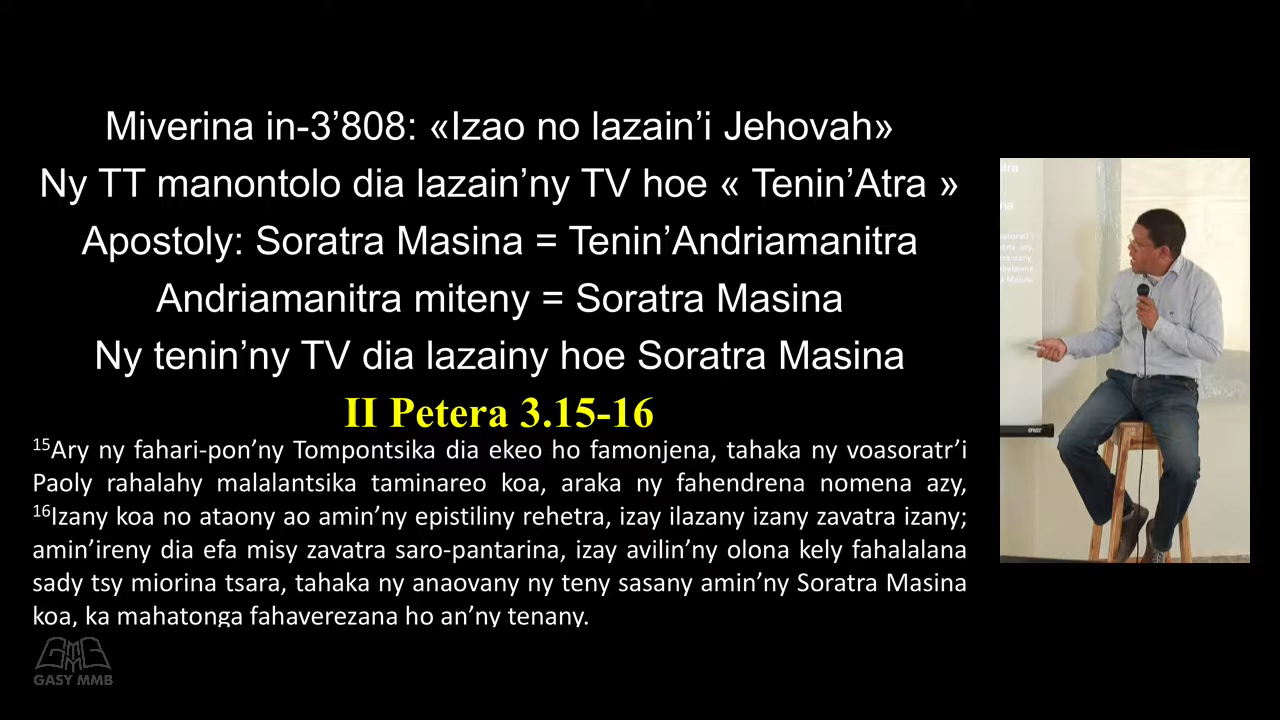 Miverina in-3’808: «Izao no lazain’i Jehovah»
Ny TT manontolo dia lazain’ny TV hoe « Tenin’Atra »
Apostoly: Soratra Masina = Tenin’Andriamanitra
Andriamanitra miteny = Soratra Masina
Ny tenin’ny TV dia lazainy hoe Soratra Masina
II Petera 3.15-16
15Ary ny fahari-pon’ny Tompontsika dia ekeo ho famonjena, tahaka ny voasoratr’i
Paoly rahalahy malalantsika taminareo koa, araka ny fahendrena nomena azy,
16Izany koa no ataony ao amin’ny epistiliny rehetra, izay ilazany izany zavatra izany;
amin’ireny dia efa misy zavatra saro-pantarina, izay avilin’ny olona kely fahalalana
sady tsy miorina tsara, tahaka ny anaovany ny teny sasany amin’ny Soratra Masina
koa, ka mahatonga fahaverezana ho an’ny tenany.
GASY MMB